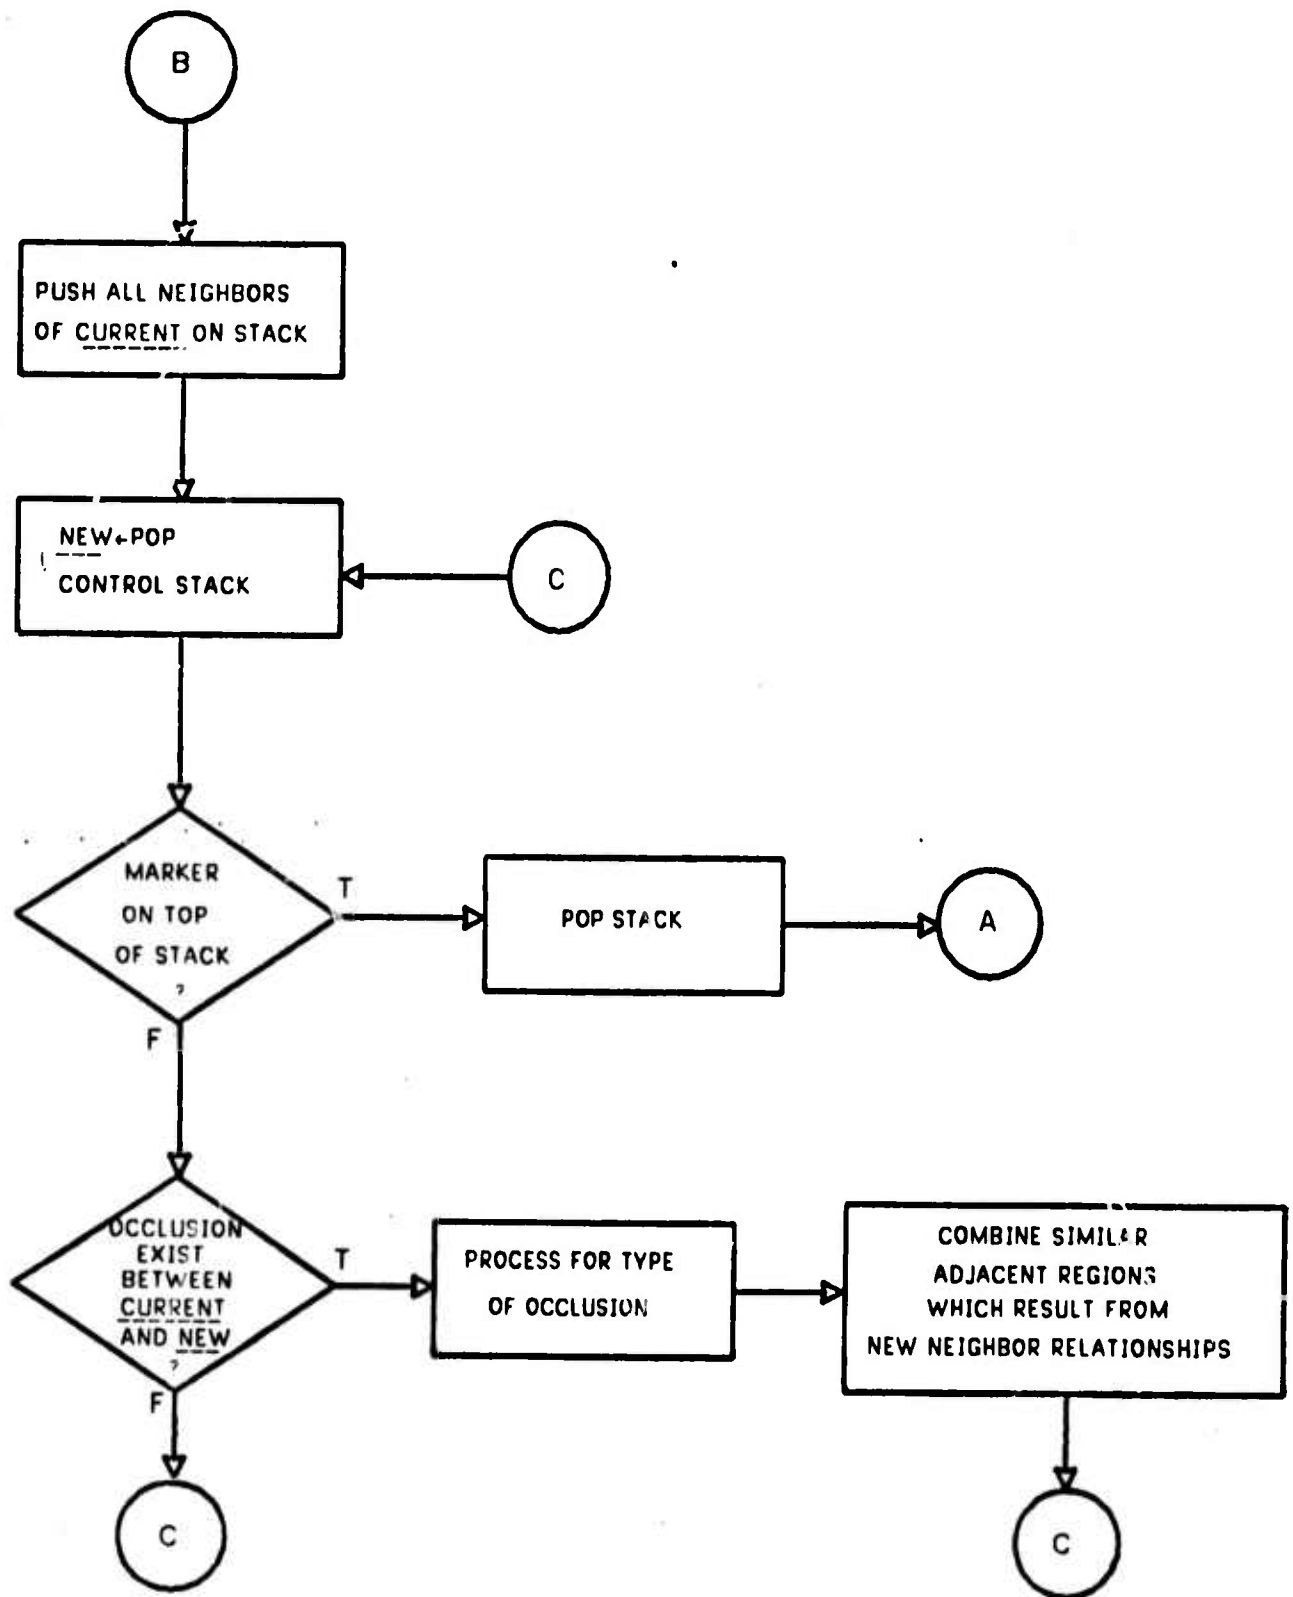 B
PUSH ALL NEIGHBORS
OF CURRENT ON STACK
NEW←POP
CONTROL STACK
C
MARKER
ON TOP
OF STACK
?
T
POP STACK
A
F
OCCLUSION
EXIST
BETWEEN
CURRENT
AND NEW
?
T
PROCESS FOR TYPE
OF OCCLUSION
COMBINE SIMILAR
ADJACENT REGIONS
WHICH RESULT FROM
NEW NEIGHBOR RELATIONSHIPS
F
C
C